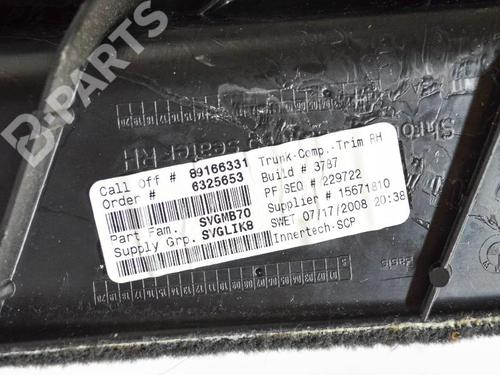 B-PARTS
Call Off # 89166331
Order # 6325653
Part Fam. SVGMB70
Supply Grp. SVGLIKB
Trunk-Comp.-Trim RH
Build # 3787
PF SEQ # 229722
Supplier # 15671810
SWET 07/17/2008 20:38
Innertech-SCP